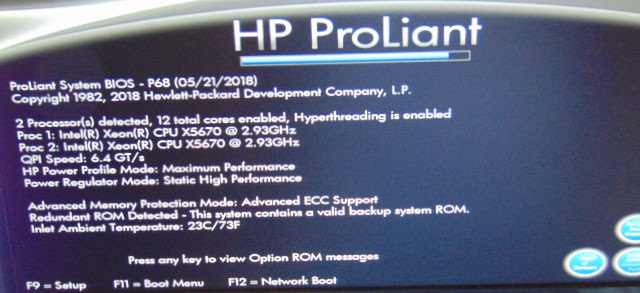 HP ProLiant
ProLiant System BIOS - P68 (05/21/2018)
Copyright 1982, 2018 Hewlett-Packard Development Company, L.P.
2 Processor(s) detected, 12 total cores enabled, Hyperthreading is enabled
Proc 1: Intel(R) Xeon(R) CPU X5670 @ 2.93GHz
Proc 2: Intel(R) Xeon(R) CPU X5670 @ 2.93GHz
QPI Speed: 6.4 GT/s
HP Power Profile Mode: Maximum Performance
Power Regulator Mode: Static High Performance
Advanced Memory Protection Mode: Advanced ECC Support
Redundant ROM Detected - This system contains a valid backup system ROM.
Inlet Ambient Temperature: 23C/73F
Press any key to view Option ROM messages
F9 = Setup F11 = Boot Menu F12 = Network Boot